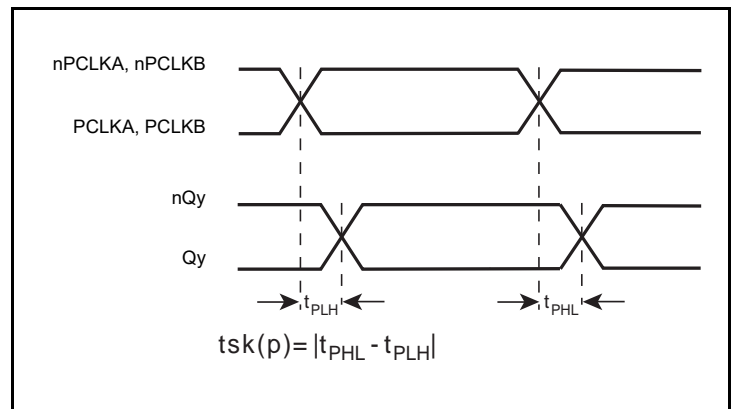 nPCLKA, nPCLKB
PCLKA, PCLKB
nQy
Qy
tPLH
tPHL
tsk(p)= |tPHL - tPLH|